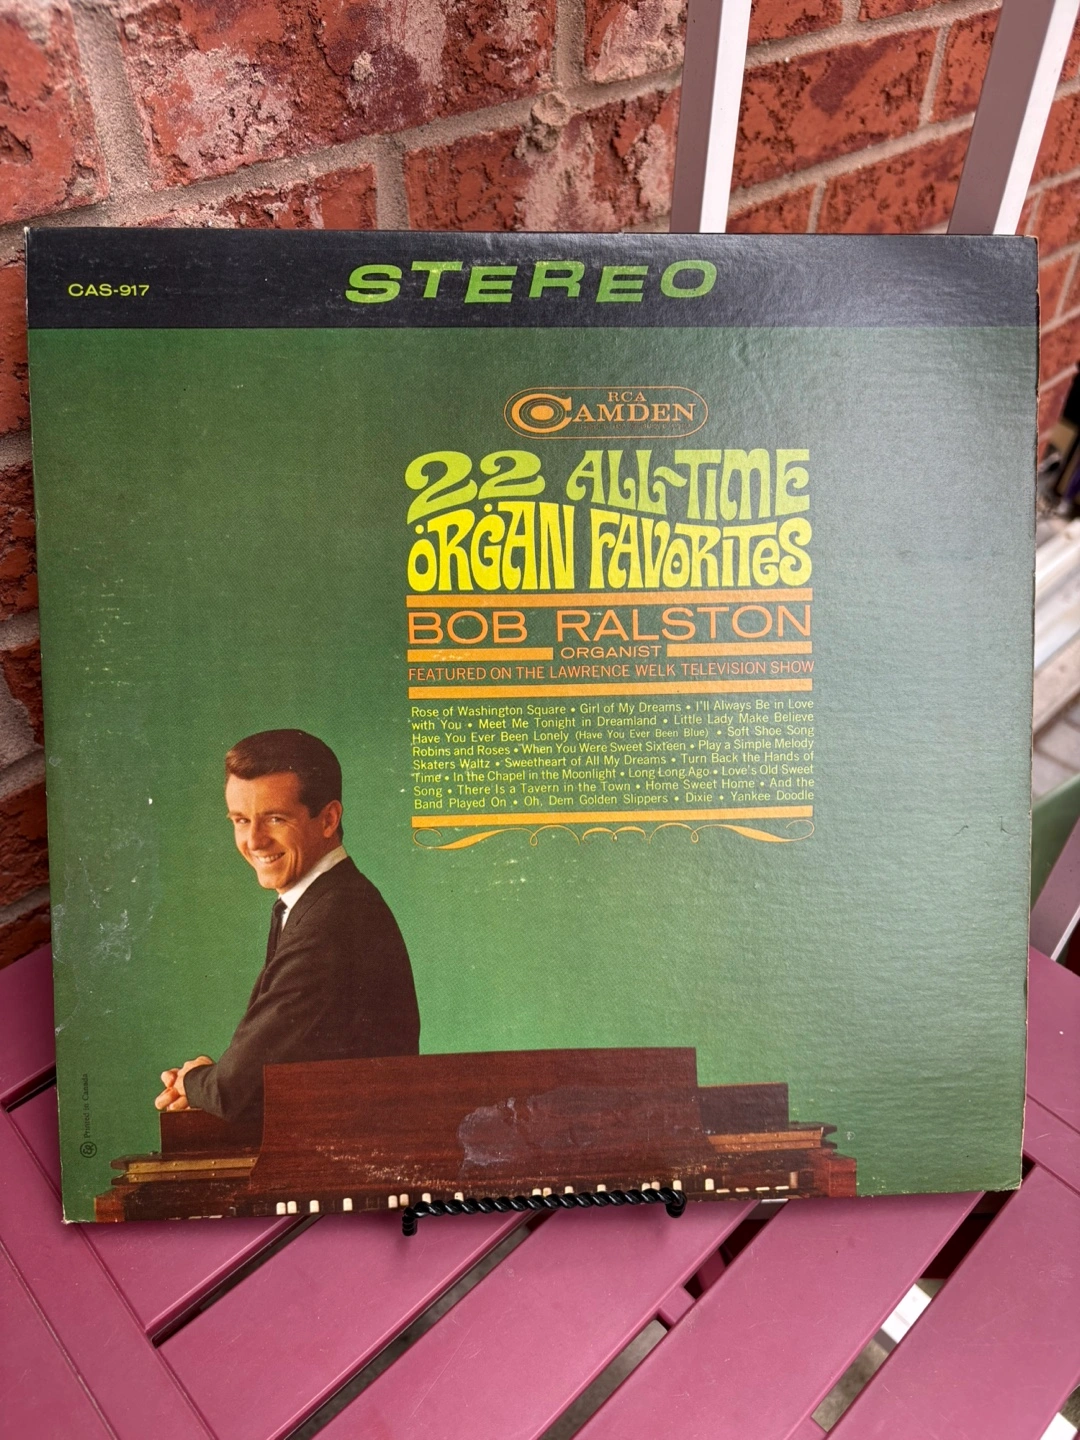 CAS-917
STEREO
RCA
CAMDEN
22 ALL-TIME
ORGAN FAVORITES
BOB RALSTON
ORGANIST
FEATURED ON THE LAWRENCE WELK TELEVISION SHOW
Rose of Washington Square • Girl of My Dreams • I'll Always Be in Love
with You • Meet Me Tonight in Dreamland • Little Lady Make Believe
Have You Ever Been Lonely (Have You Ever Been Blue) • Soft Shoe Song
Robins and Roses • When You Were Sweet Sixteen • Play a Simple Melody
Skaters Waltz • Sweetheart of All My Dreams • Turn Back the Hands of
Time • In the Chapel in the Moonlight • Long Long Ago • Love's Old Sweet
Song • There Is a Tavern in the Town • Home Sweet Home • And the
Band Played On • Oh, Dem Golden Slippers • Dixie • Yankee Doodle
Printed in Canada